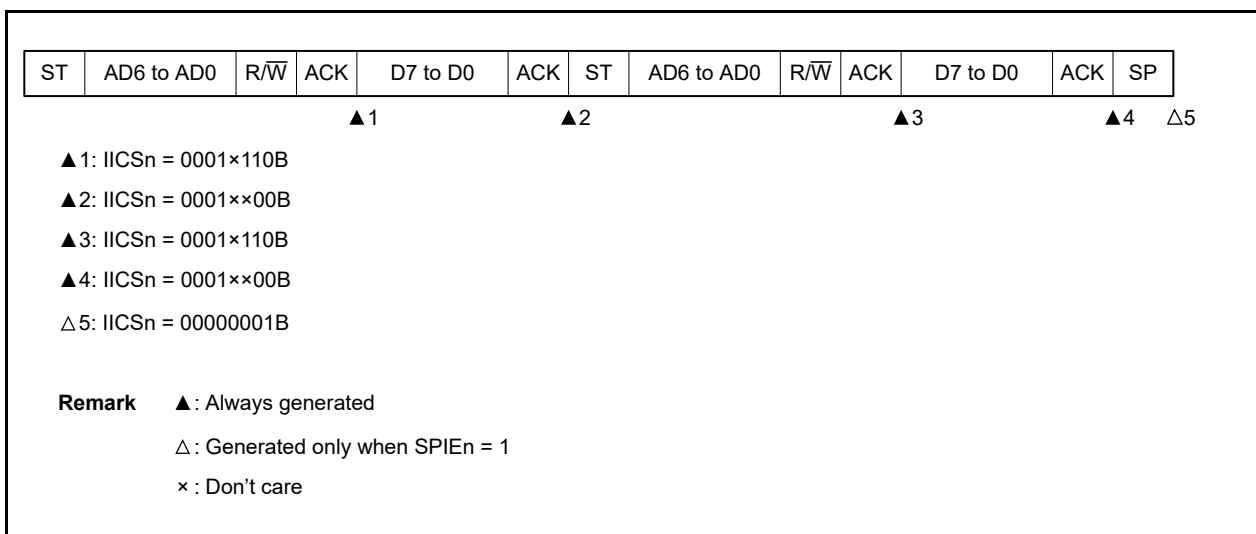 ST AD6 to AD0 R/W̅ ACK D7 to D0 ACK ST AD6 to AD0 R/W̅ ACK D7 to D0 ACK SP
▲1 ▲2 ▲3 ▲4 △5
▲1: IICSn = 0001×110B
▲2: IICSn = 0001××00B
▲3: IICSn = 0001×110B
▲4: IICSn = 0001××00B
△5: IICSn = 00000001B
Remark ▲: Always generated
△: Generated only when SPIEn = 1
×: Don’t care